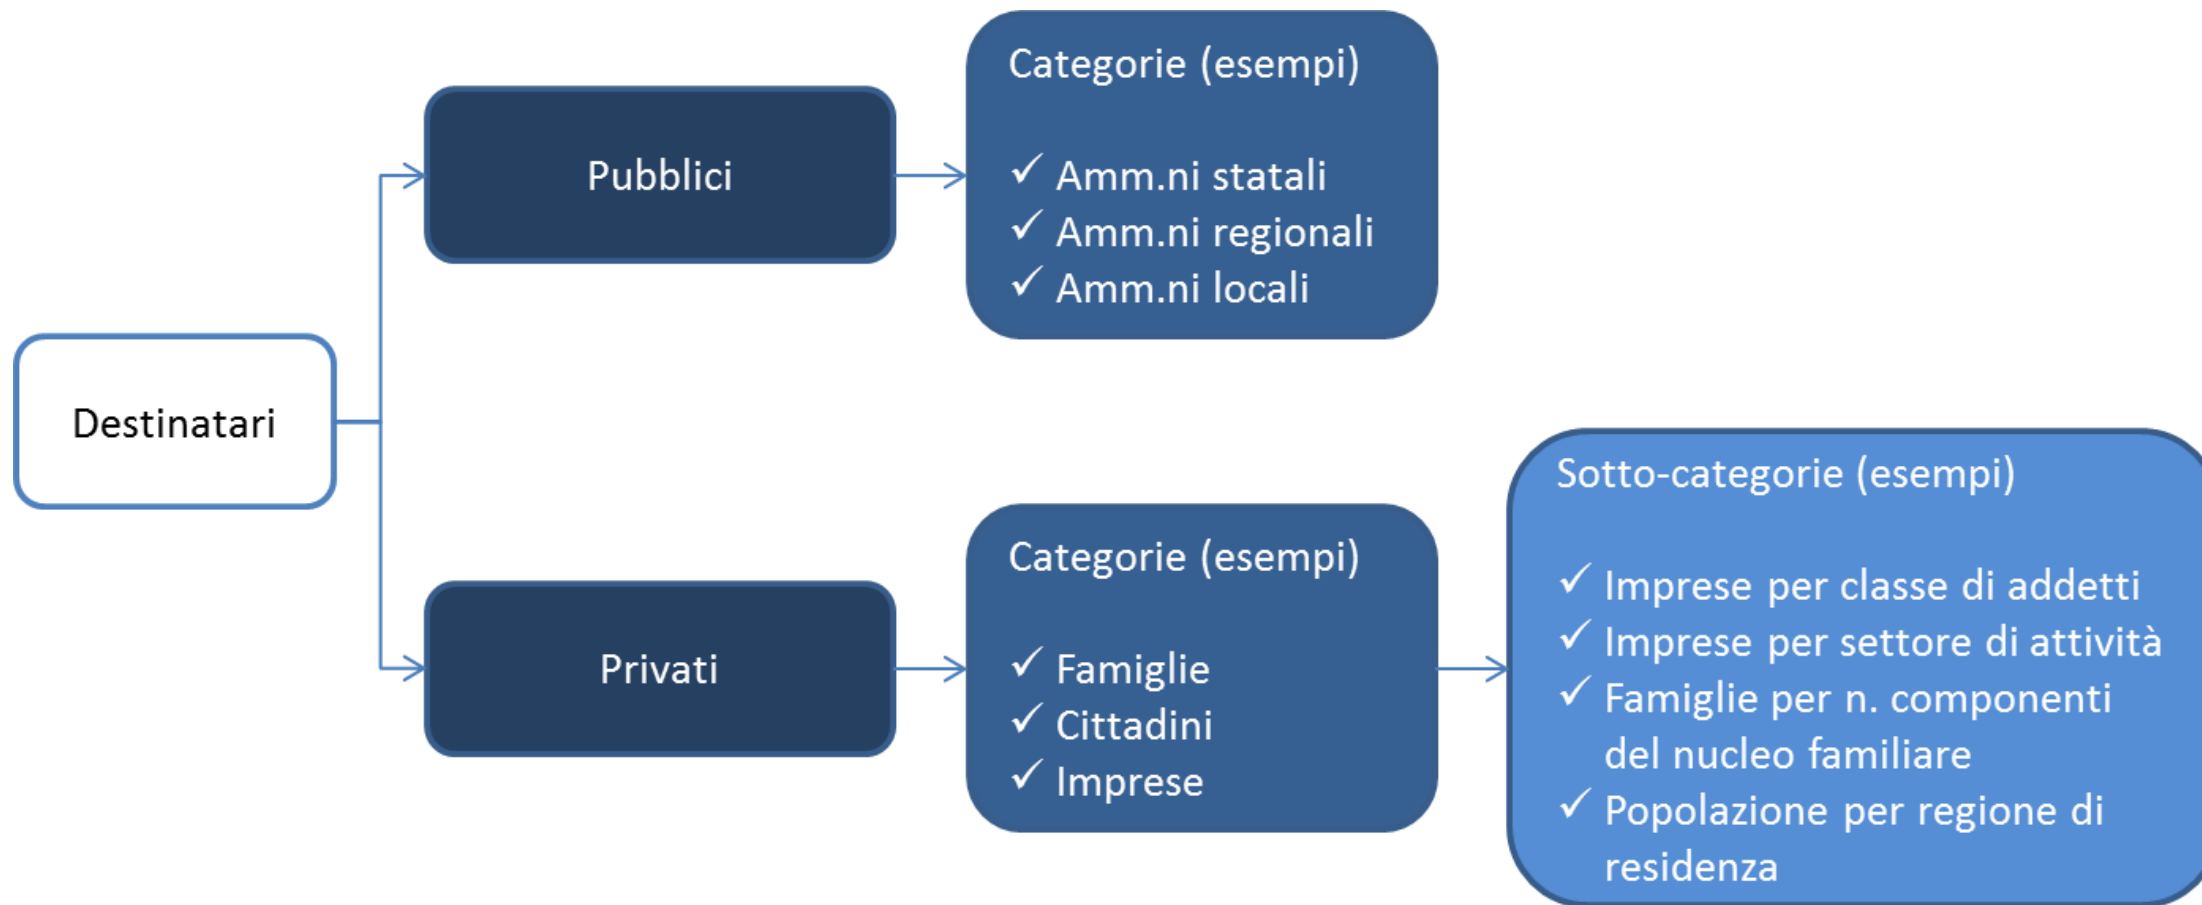 Destinatari
Pubblici
Categorie (esempi)
✓ Amm.ni statali
✓ Amm.ni regionali
✓ Amm.ni locali
Privati
Categorie (esempi)
✓ Famiglie
✓ Cittadini
✓ Imprese
Sotto-categorie (esempi)
✓ Imprese per classe di addetti
✓ Imprese per settore di attività
✓ Famiglie per n. componenti
del nucleo familiare
✓ Popolazione per regione di
residenza